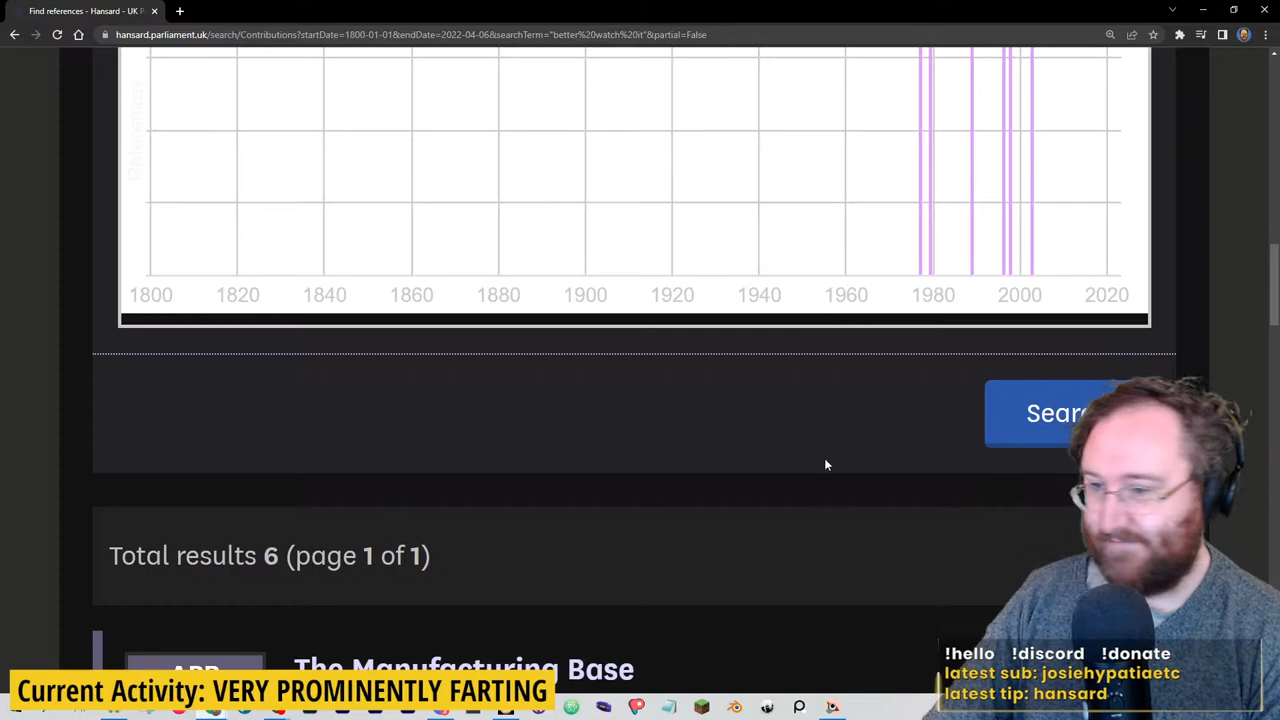 Find references - Hansard - UK P
hansard.parliament.uk/search/Contributions?startDate=1800-01-01&endDate=2022-04-06&searchTerm="better%20watch%20it"&partial=False
References
1800 1820 1840 1860 1880 1900 1920 1940 1960 1980 2000 2020
Sear
Total results 6 (page 1 of 1)
APR
The Manufacturing Base
Current Activity: VERY PROMINENTLY FARTING
!hello !discord !donate
latest sub: josiehypatiaetc
latest tip: hansard